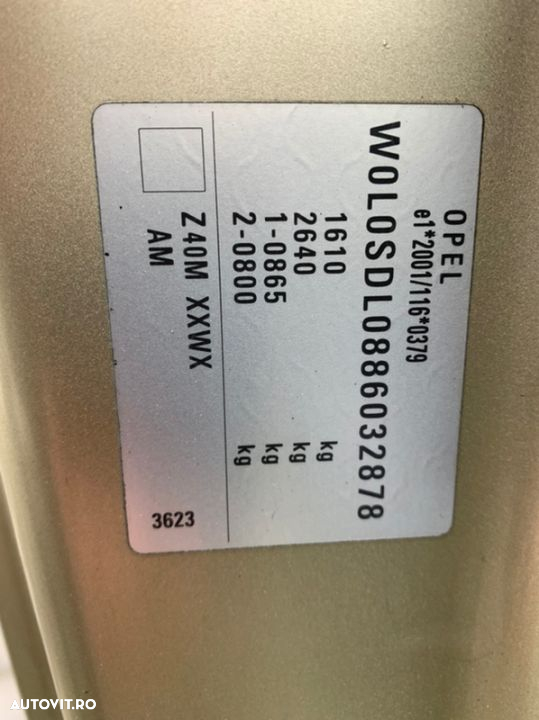 OPEL
e1*2001/116*0379
W0L0SDL0886032878
1610 kg
2640 kg
1-0865 kg
2-0800 kg
Z40M XXWX
AM
3623
AUTOVIT.RO